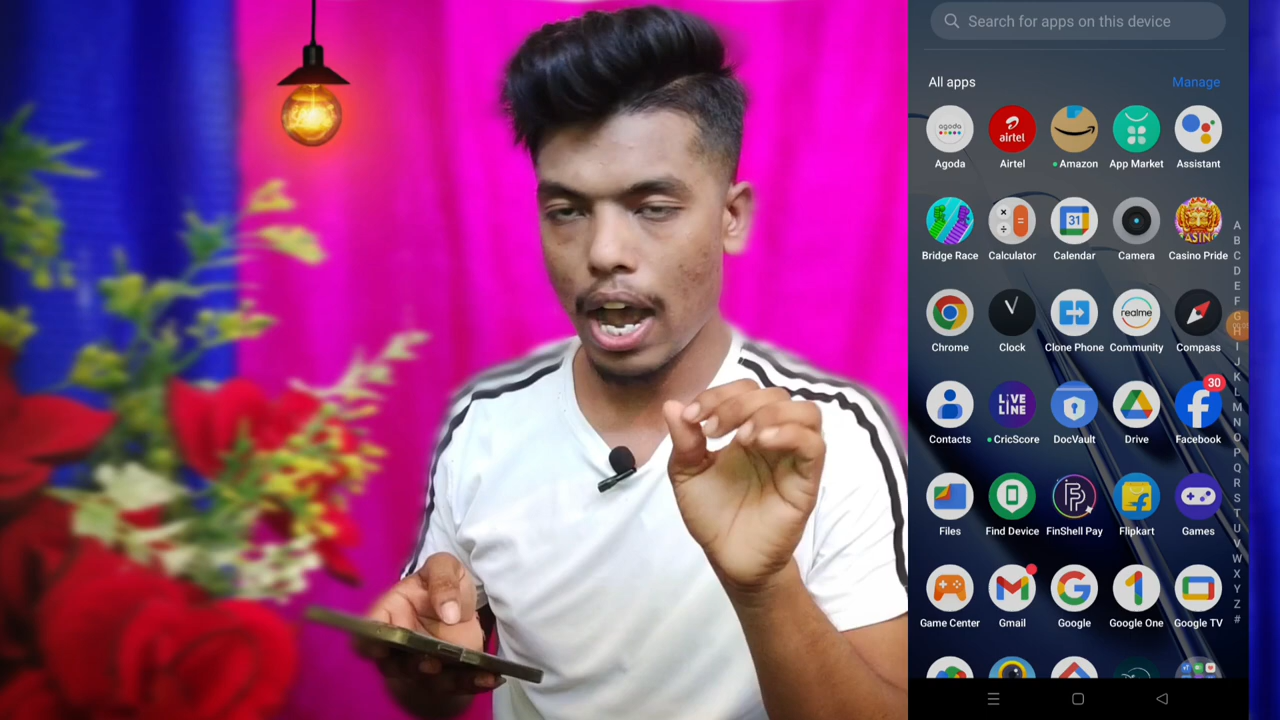 Search for apps on this device
All apps
Manage
agoda
airtel
Agoda
Airtel
Amazon
App Market
Assistant
31
CASINO
Bridge Race
Calculator
Calendar
Camera
Casino Pride
realme
Chrome
Clock
Clone Phone
Community
Compass
LiVE
LINE
30
Contacts
CricScore
DocVault
Drive
Facebook
Files
Find Device
FinShell Pay
Flipkart
Games
Game Center
Gmail
Google
Google One
Google TV
A
B
C
D
E
F
G
H
I
J
K
L
M
N
O
P
Q
R
S
T
U
V
W
X
Y
Z
#